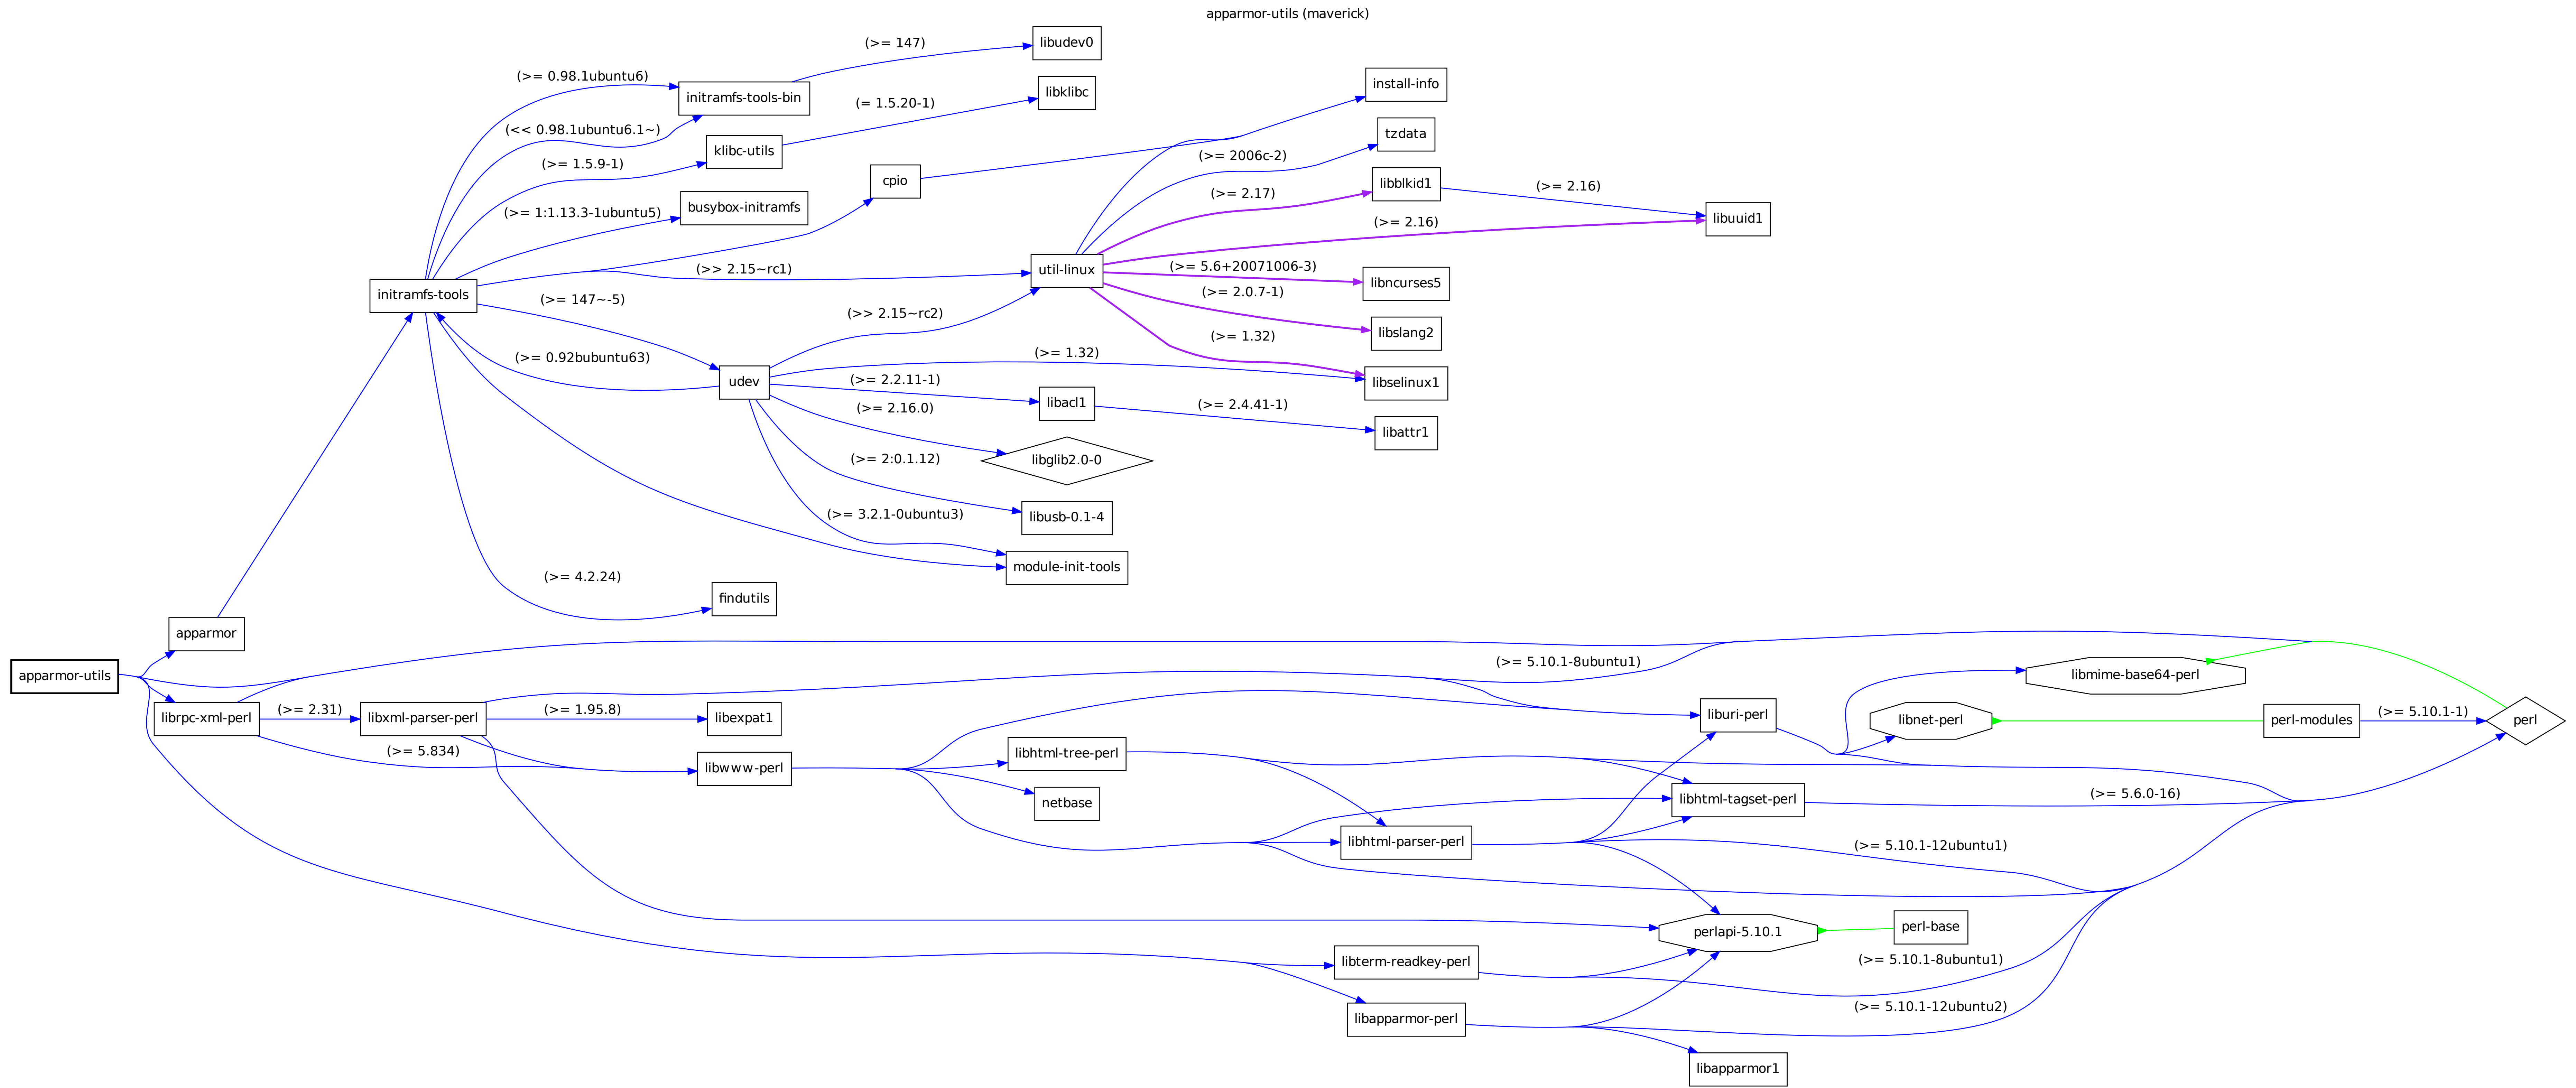 apparmor-utils (maverick)
libudev0
(>= 147)
(>= 0.98.1ubuntu6)
initramfs-tools-bin
libklibc
(= 1.5.20-1)
install-info
(<< 0.98.1ubuntu6.1~)
tzdata
klibc-utils
(>= 2006c-2)
(>= 1.5.9-1)
cpio
libblkid1
(>= 2.16)
(>= 2.17)
busybox-initramfs
(>= 1:1.13.3-1ubuntu5)
libuuid1
(>= 2.16)
(>> 2.15~rc1)
util-linux
(>= 5.6+20071006-3)
libncurses5
initramfs-tools
(>= 147~-5)
(>= 2.0.7-1)
(>> 2.15~rc2)
libslang2
(>= 1.32)
(>= 0.92bubuntu63)
(>= 1.32)
udev
(>= 2.2.11-1)
libselinux1
libacl1
(>= 2.16.0)
(>= 2.4.41-1)
libattr1
(>= 2:0.1.12)
libglib2.0-0
(>= 3.2.1-0ubuntu3)
libusb-0.1-4
module-init-tools
(>= 4.2.24)
findutils
apparmor
apparmor-utils
(>= 5.10.1-8ubuntu1)
libmime-base64-perl
librpc-xml-perl
(>= 2.31)
libxml-parser-perl
(>= 1.95.8)
libexpat1
liburi-perl
libnet-perl
perl-modules
(>= 5.10.1-1)
perl
(>= 5.834)
libwww-perl
libhtml-tree-perl
netbase
libhtml-tagset-perl
(>= 5.6.0-16)
libhtml-parser-perl
(>= 5.10.1-12ubuntu1)
perlapi-5.10.1
perl-base
libterm-readkey-perl
(>= 5.10.1-8ubuntu1)
(>= 5.10.1-12ubuntu2)
libapparmor-perl
libapparmor1